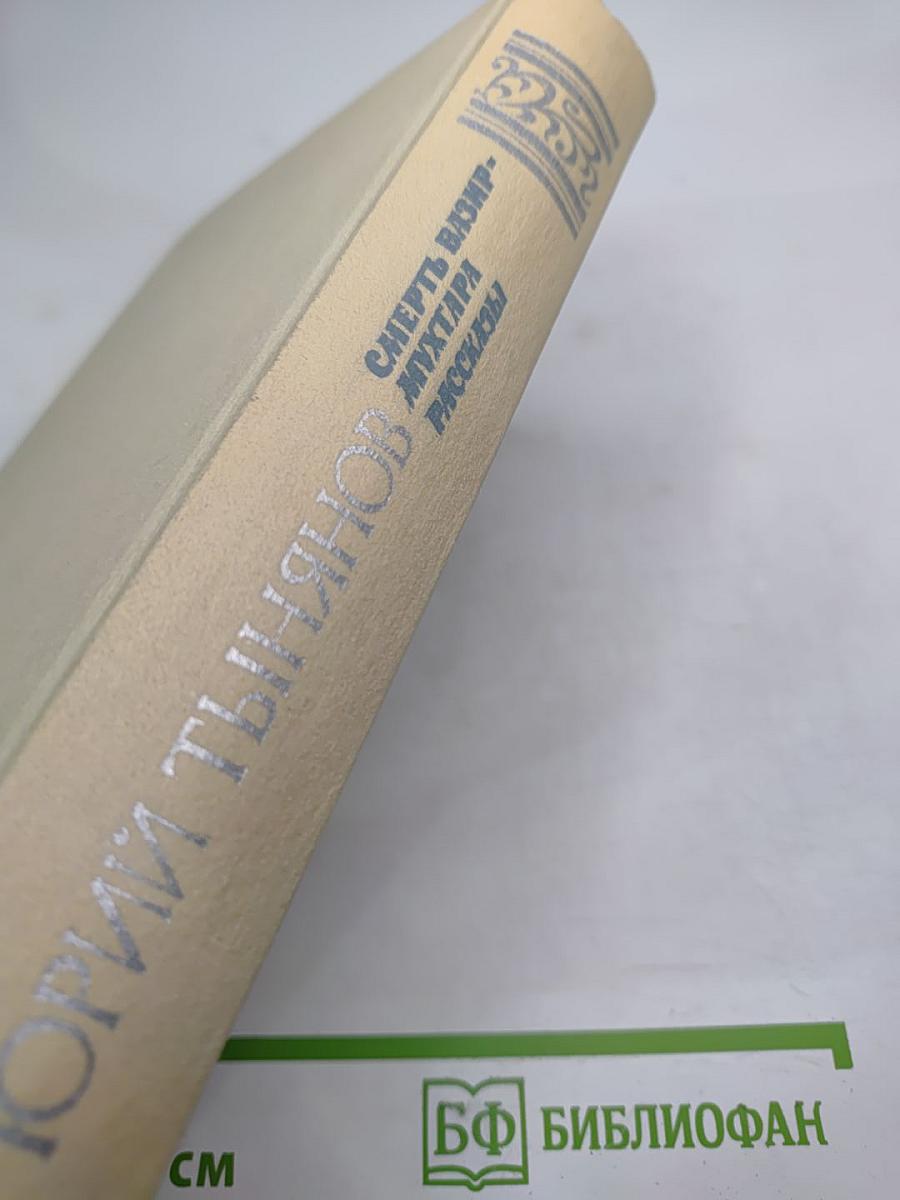 ЮРИЙ ТЫНЯНОВ
СМЕРТЬ ВАЗИР-
МУХТАРА
РАССКАЗЫ
см
БФ БИБЛИОФАН